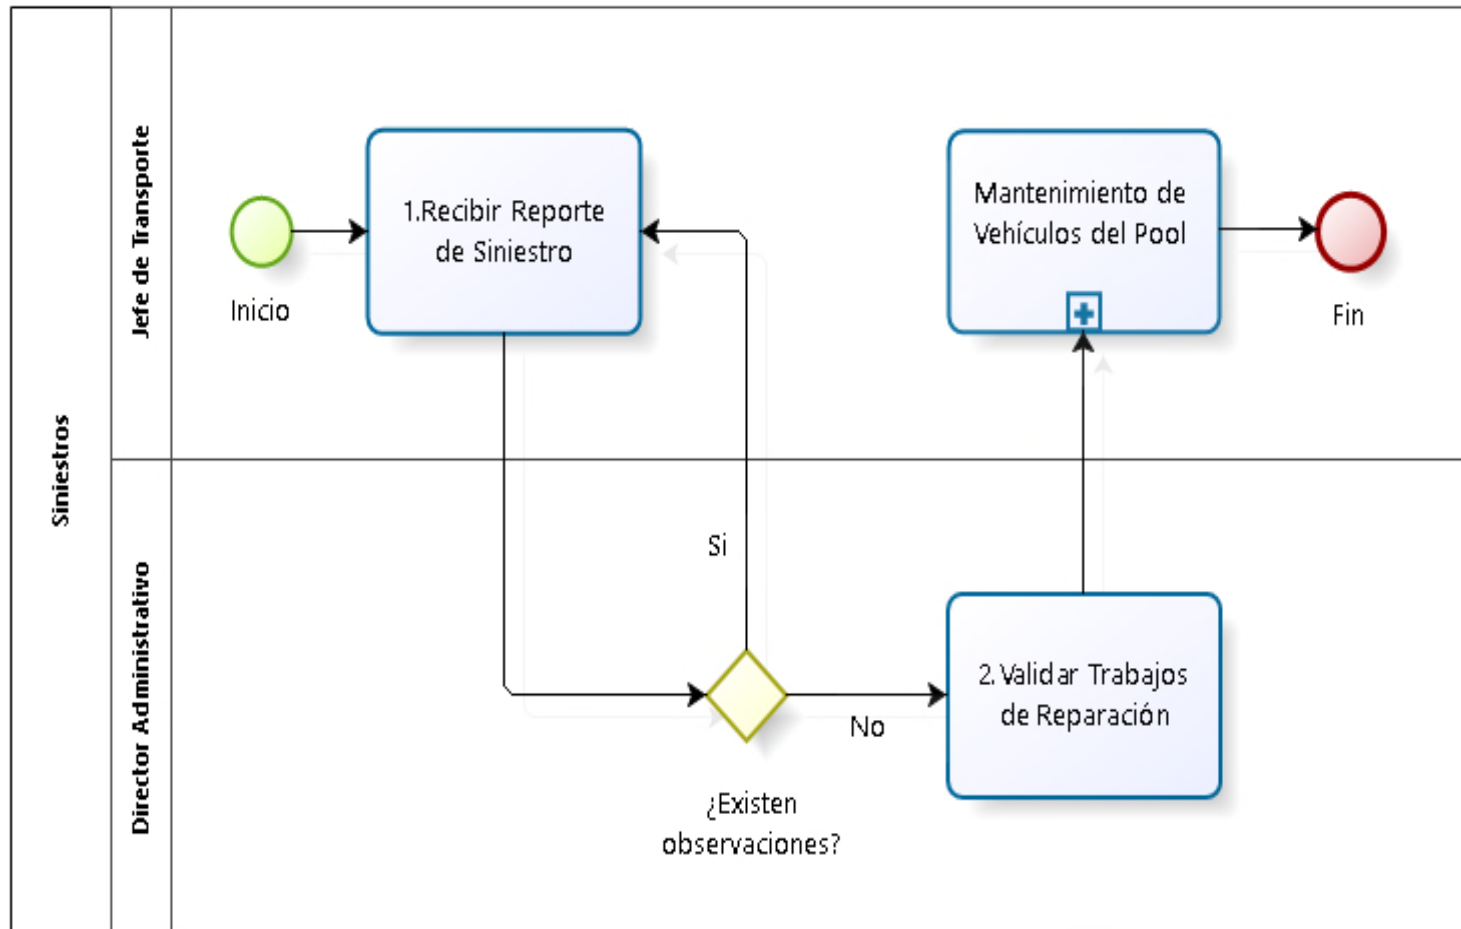 Siniestros
Jefe de Transporte
Director Administrativo
Inicio
1.Recibir Reporte
de Siniestro
Mantenimiento de
Vehículos del Pool
Fin
Si
No
¿Existen
observaciones?
2.Validar Trabajos
de Reparación